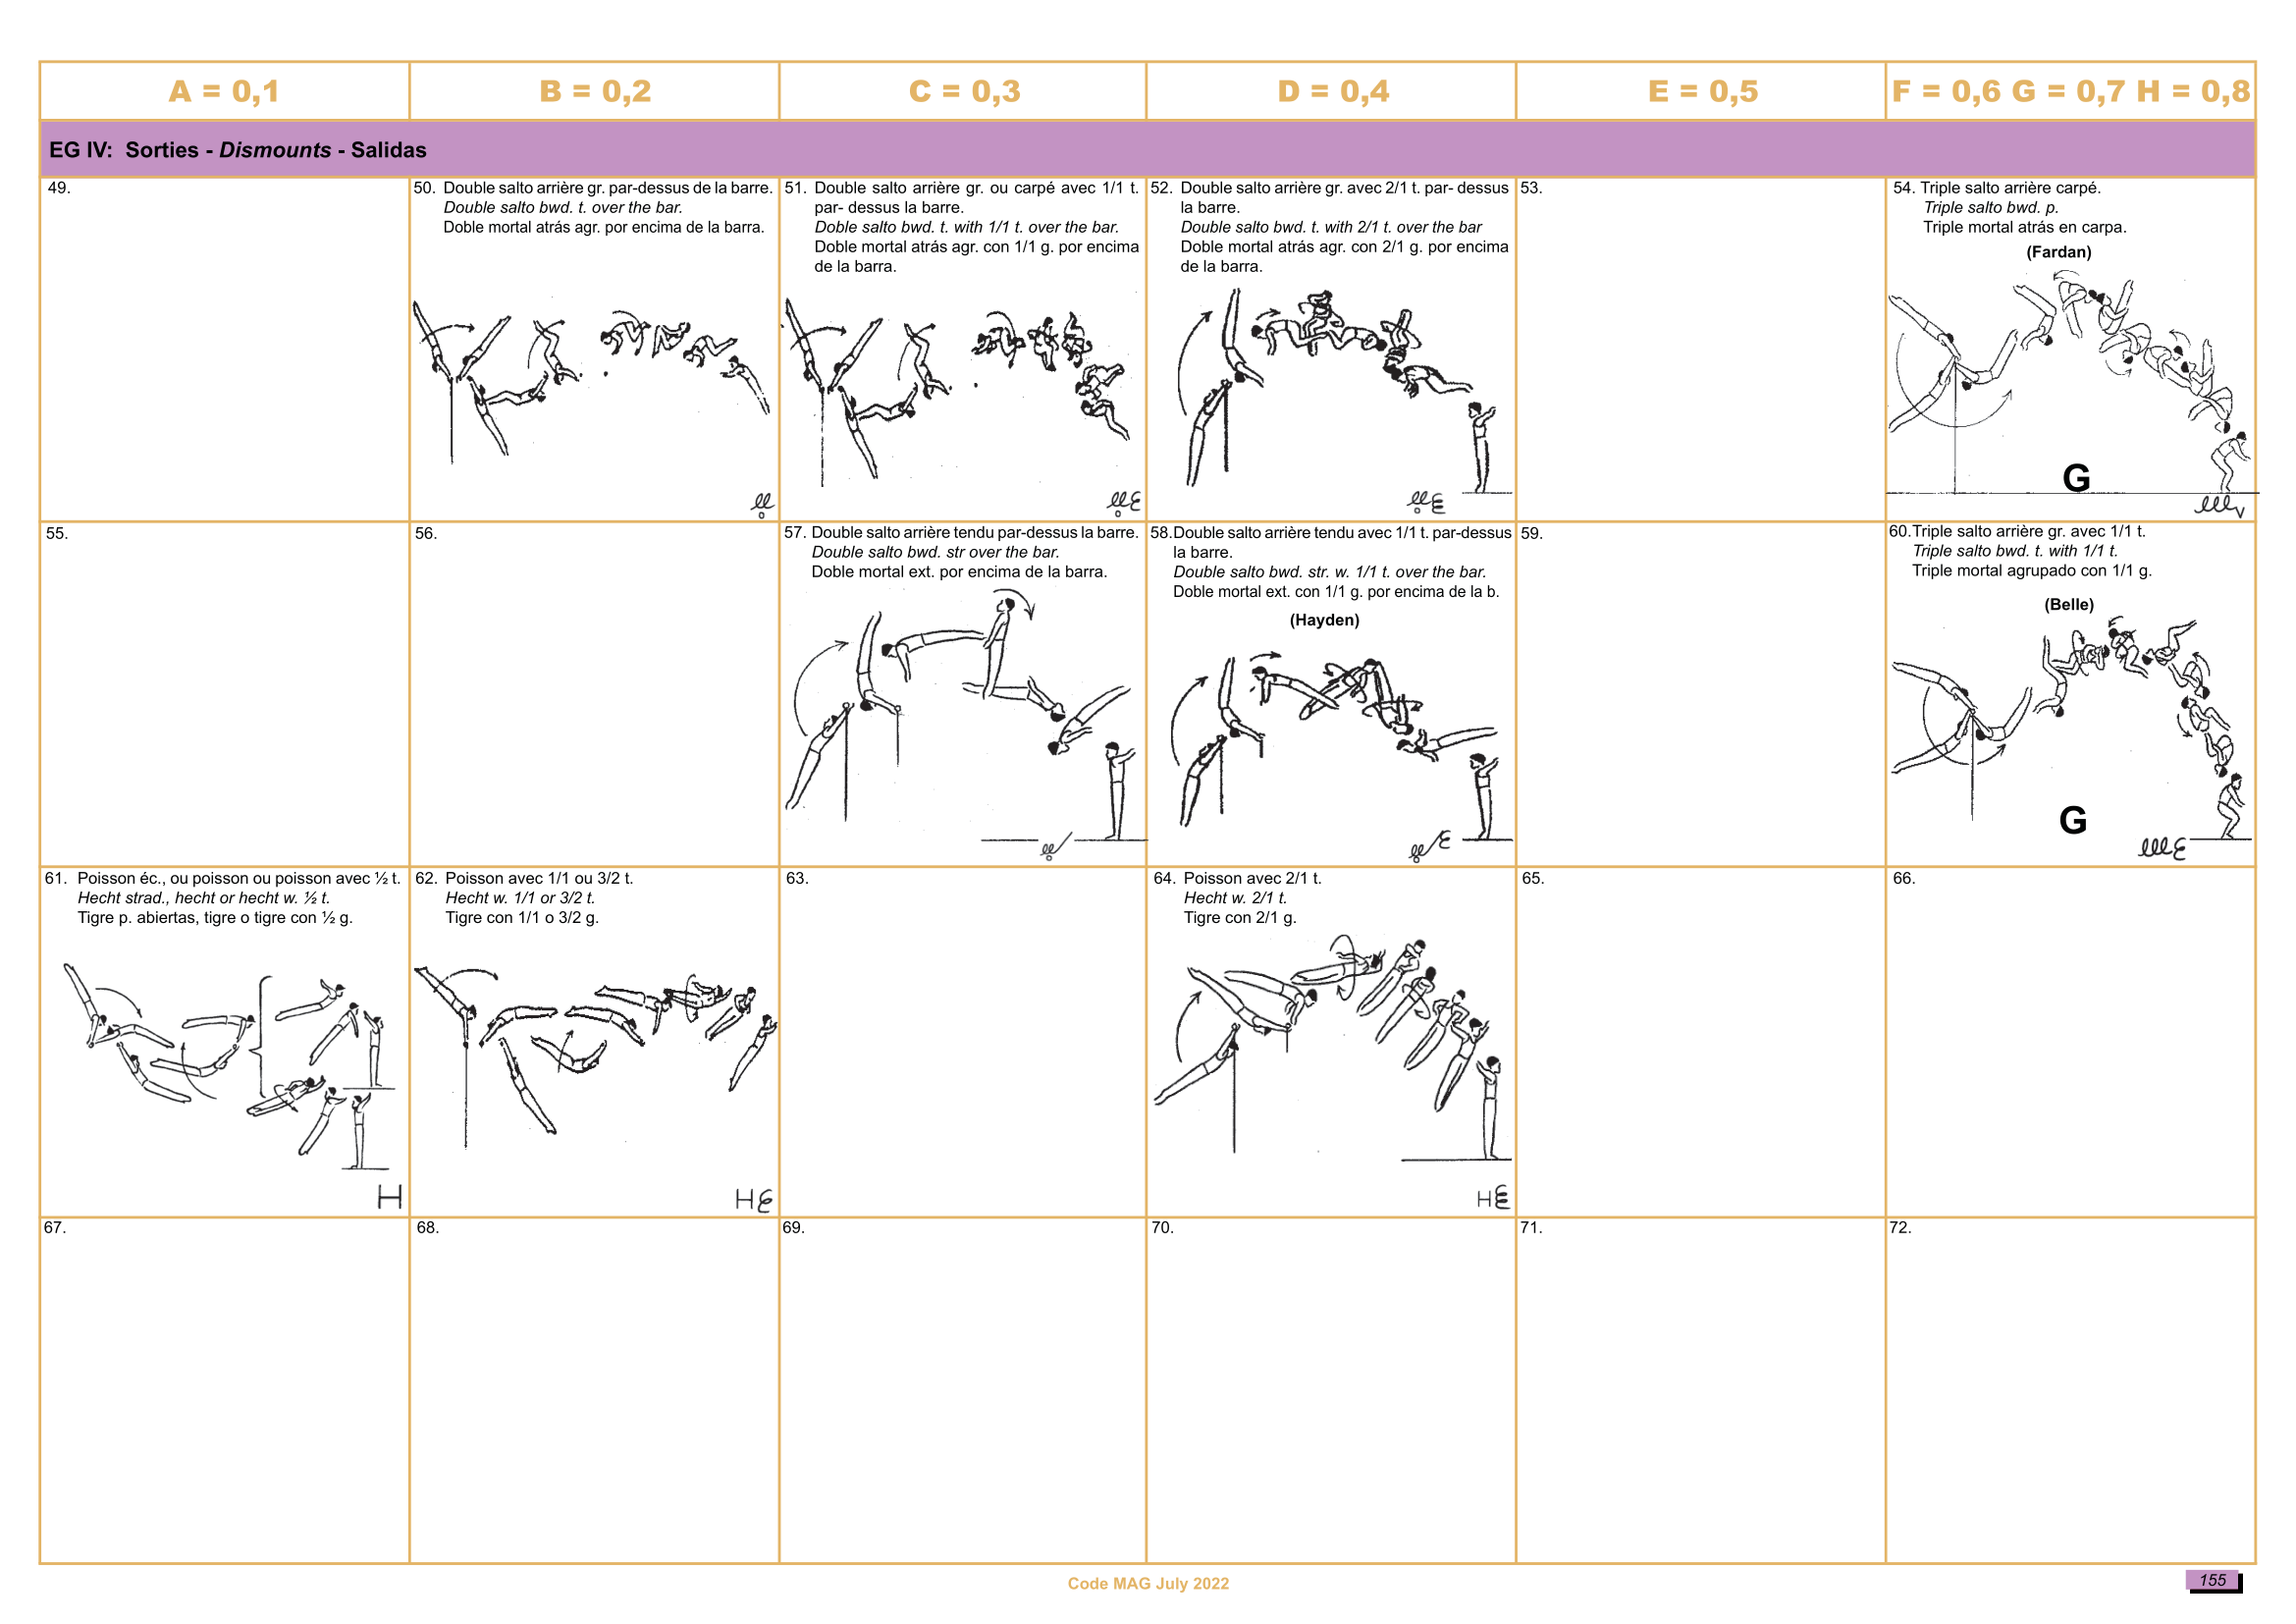 A = 0,1
B = 0,2
C = 0,3
D = 0,4
E = 0,5
F = 0,6 G = 0,7 H = 0,8
EG IV: Sorties - Dismounts - Salidas
49.
50. Double salto arrière gr. par-dessus de la barre.
Double salto bwd. t. over the bar.
Doble mortal atrás agr. por encima de la barra.
51. Double salto arrière gr. ou carpé avec 1/1 t.
par- dessus la barre.
Doble salto bwd. t. with 1/1 t. over the bar.
Doble mortal atrás agr. con 1/1 g. por encima
de la barra.
52. Double salto arrière gr. avec 2/1 t. par- dessus
la barre.
Double salto bwd. t. with 2/1 t. over the bar
Doble mortal atrás agr. con 2/1 g. por encima
de la barra.
53.
54. Triple salto arrière carpé.
Triple salto bwd. p.
Triple mortal atrás en carpa.
(Fardan)
G
55.
56.
57. Double salto arrière tendu par-dessus la barre.
Double salto bwd. str over the bar.
Doble mortal ext. por encima de la barra.
58.Double salto arrière tendu avec 1/1 t. par-dessus
la barre.
Double salto bwd. str. w. 1/1 t. over the bar.
Doble mortal ext. con 1/1 g. por encima de la b.
(Hayden)
59.
60.Triple salto arrière gr. avec 1/1 t.
Triple salto bwd. t. with 1/1 t.
Triple mortal agrupado con 1/1 g.
(Belle)
G
61. Poisson éc., ou poisson ou poisson avec ½ t.
Hecht strad., hecht or hecht w. ½ t.
Tigre p. abiertas, tigre o tigre con ½ g.
62. Poisson avec 1/1 ou 3/2 t.
Hecht w. 1/1 or 3/2 t.
Tigre con 1/1 o 3/2 g.
63.
64. Poisson avec 2/1 t.
Hecht w. 2/1 t.
Tigre con 2/1 g.
65.
66.
67.
68.
69.
70.
71.
72.
Code MAG July 2022
155